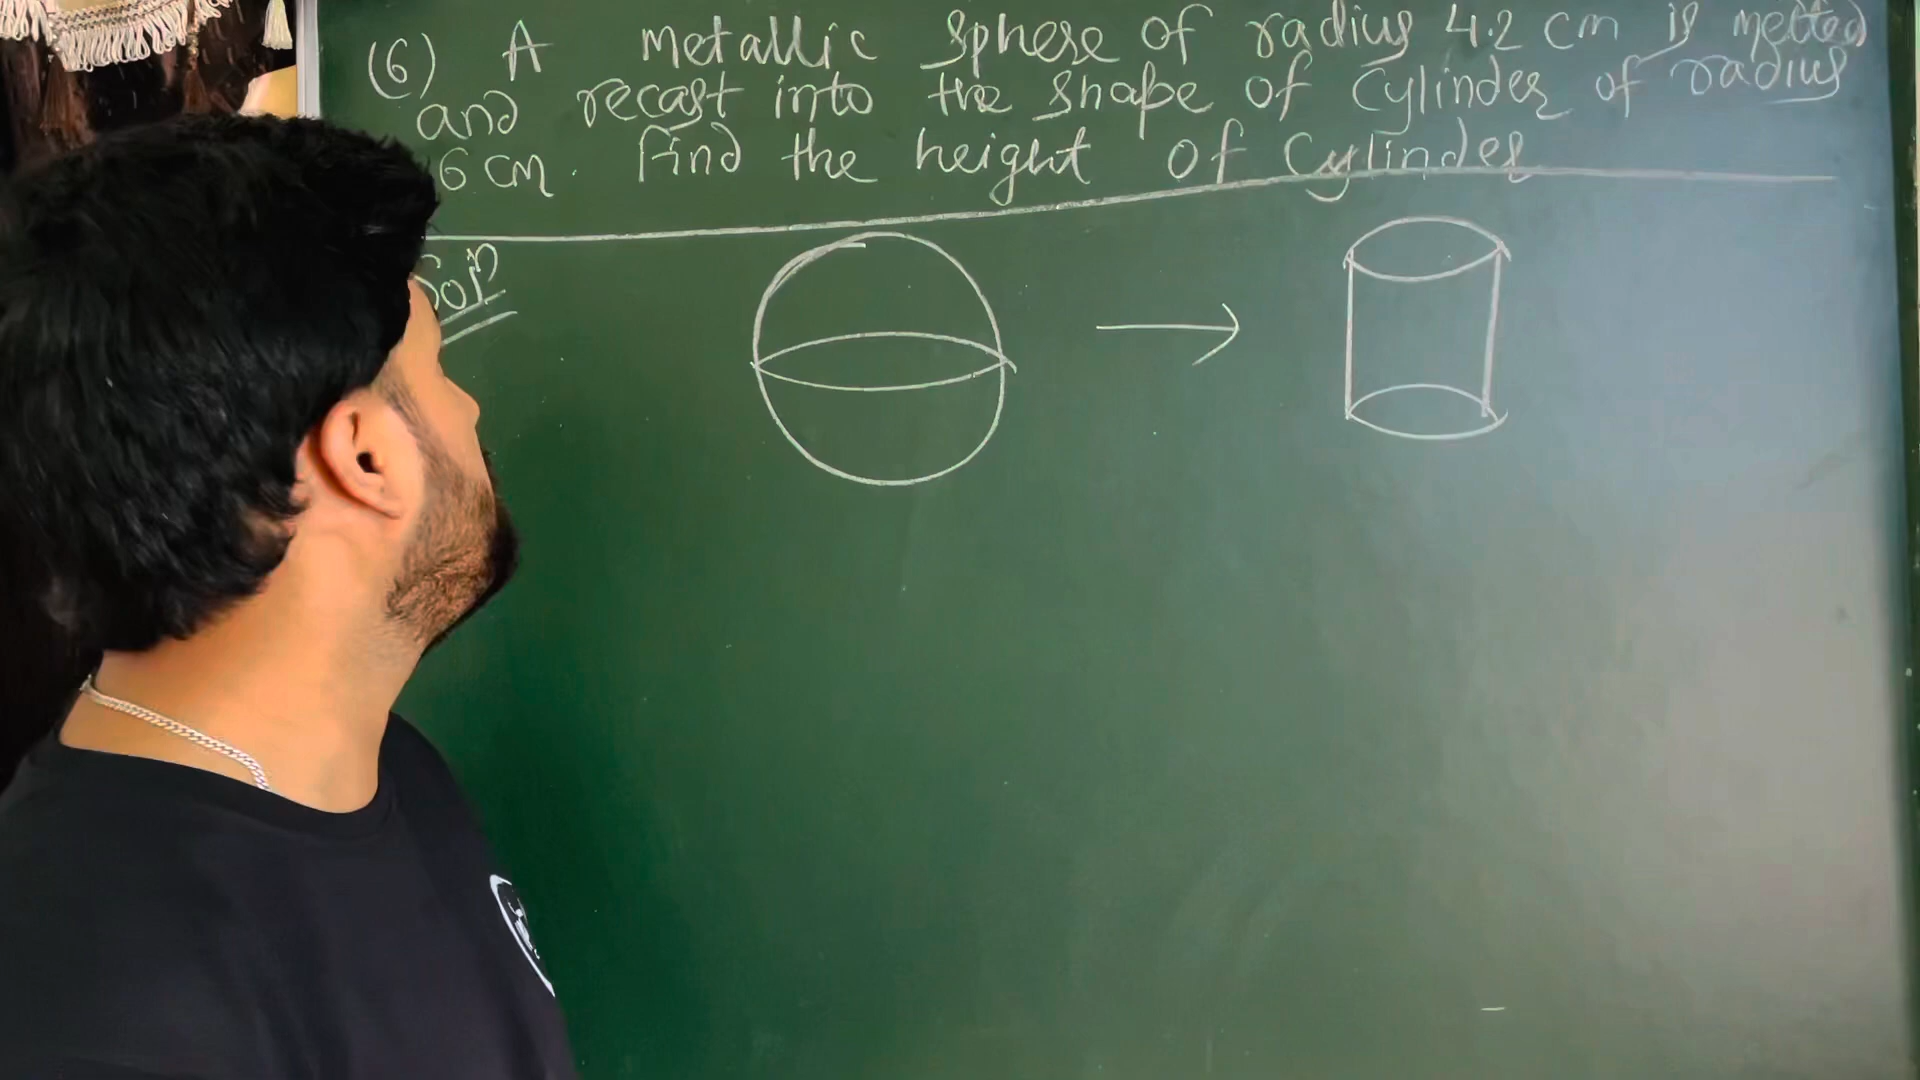 (6) A metallic sphere of radius 4.2 cm is melted
and recast into the shape of cylinder of radius
6 cm. Find the height of cylinder
Solⁿ